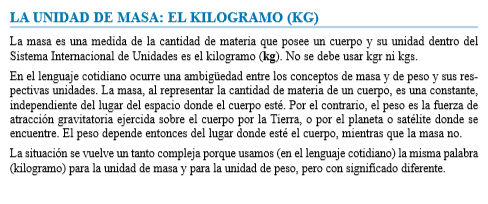 LA UNIDAD DE MASA: EL KILOGRAMO (KG)
La masa es una medida de la cantidad de materia que posee un cuerpo y su unidad dentro del
Sistema Internacional de Unidades es el kilogramo (kg). No se debe usar kgr ni kgs.
En el lenguaje cotidiano ocurre una ambigüedad entre los conceptos de masa y de peso y sus res-
pectivas unidades. La masa, al representar la cantidad de materia de un cuerpo, es una constante,
independiente del lugar del espacio donde el cuerpo esté. Por el contrario, el peso es la fuerza de
atracción gravitatoria ejercida sobre el cuerpo por la Tierra, o por el planeta o satélite donde se
encuentre. El peso depende entonces del lugar donde esté el cuerpo, mientras que la masa no.
La situación se vuelve un tanto compleja porque usamos (en el lenguaje cotidiano) la misma palabra
(kilogramo) para la unidad de masa y para la unidad de peso, pero con significado diferente.